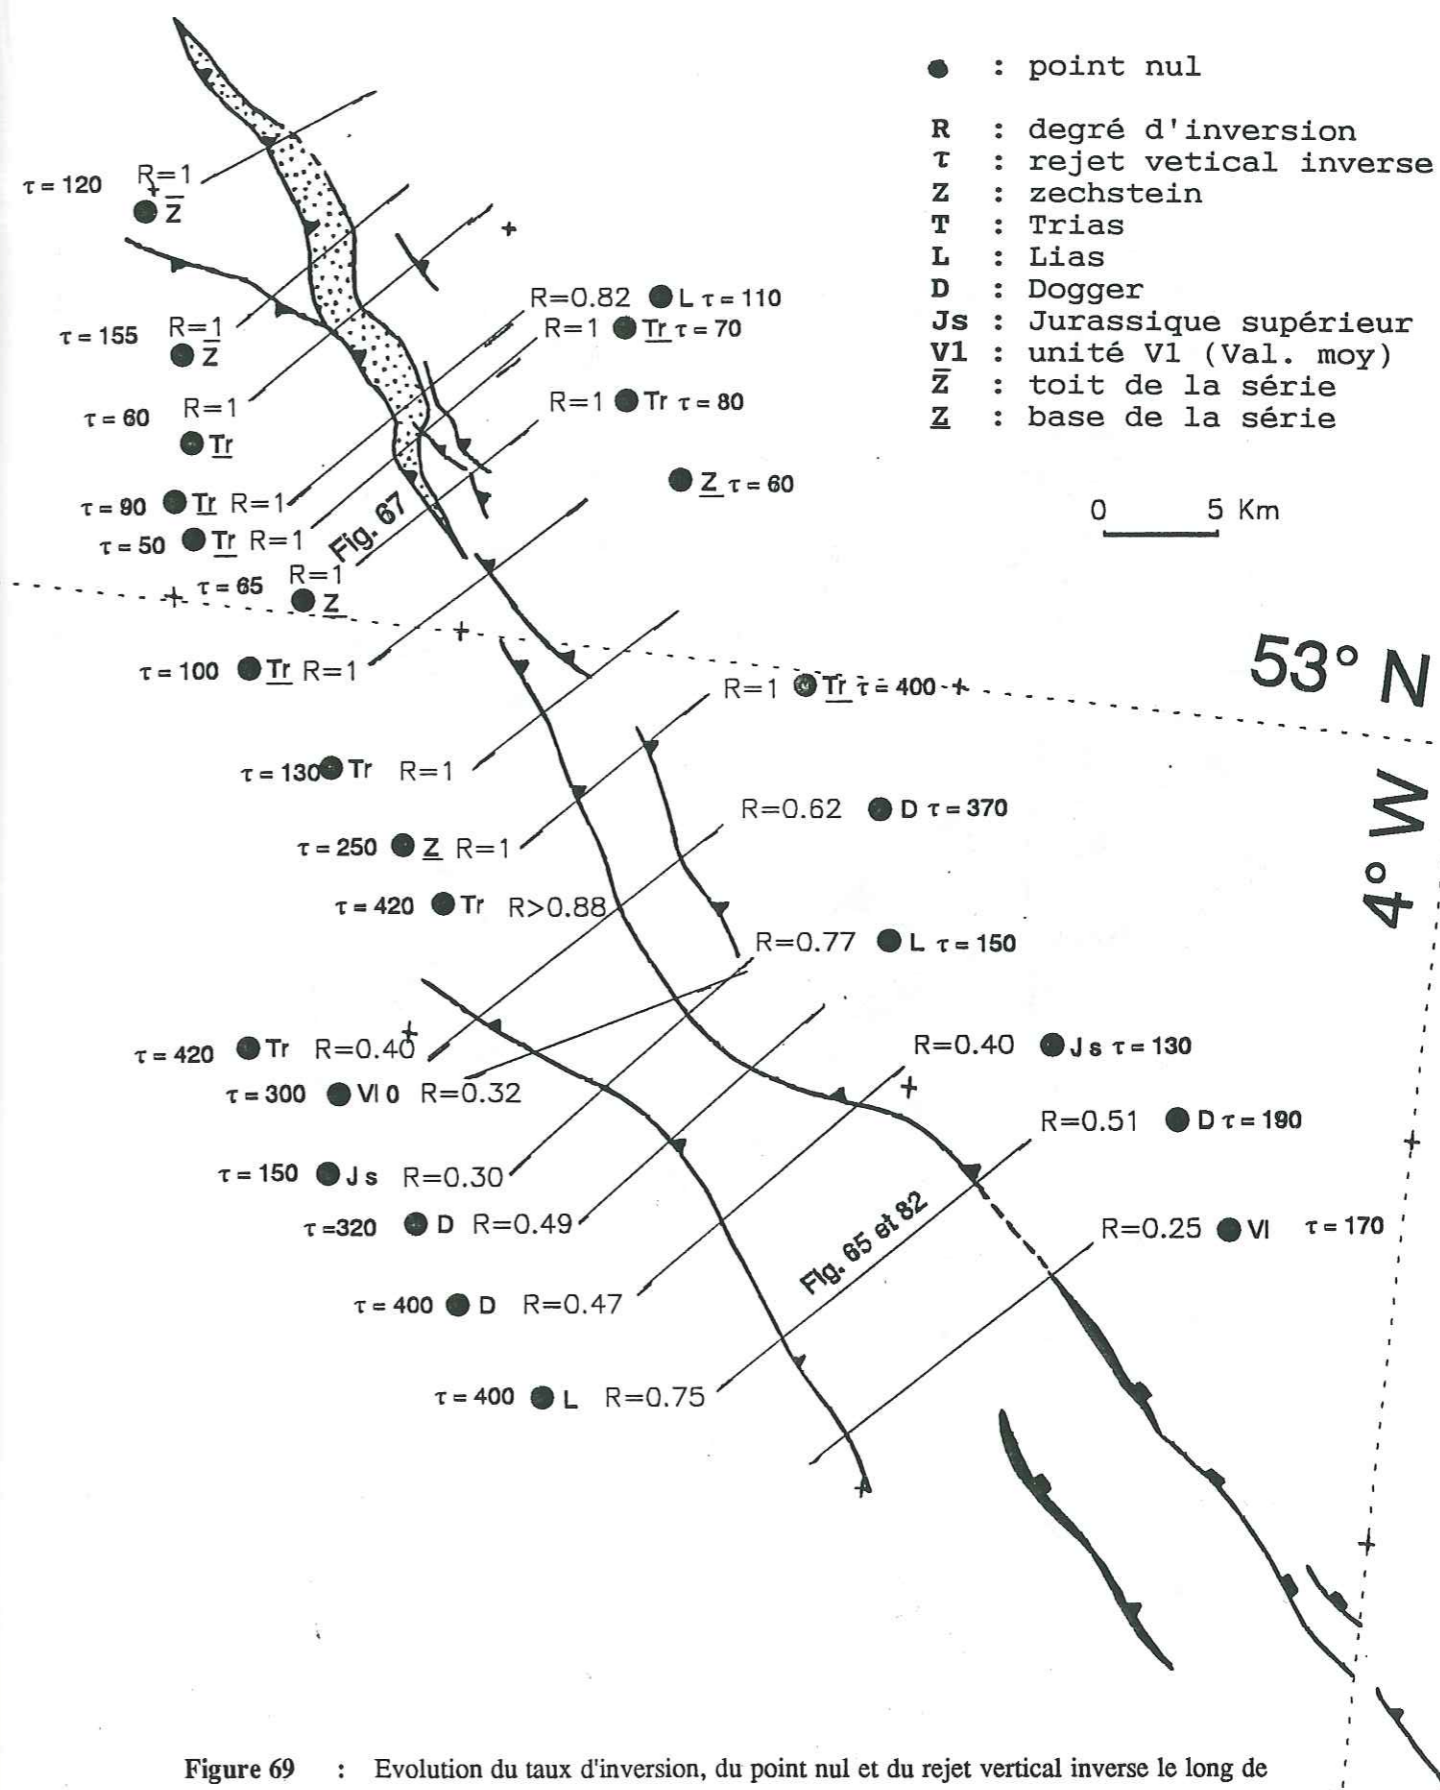 ● : point nul
R : degré d'inversion
τ : rejet vetical inverse
Z : zechstein
T : Trias
L : Lias
D : Dogger
Js : Jurassique supérieur
V1 : unité V1 (Val. moy)
Z̅ : toit de la série
Z̲ : base de la série
0 5 Km
τ = 120 R=1
Z̅
τ = 155 R=1
Z̅
R=0.82 L τ = 110
R=1 T̲r̲ τ = 70
R=1 Tr τ = 80
τ = 60 R=1
T̲r̲
Z̲ τ = 60
τ = 90 T̲r̲ R=1
τ = 50 T̲r̲ R=1
Fig. 67
τ = 65 R=1
Z̲
τ = 100 T̲r̲ R=1
53° N
R=1 T̲r̲ τ = 400
τ = 130 Tr R=1
4° W
R=0.62 D τ = 370
τ = 250 Z̲ R=1
τ = 420 Tr R>0.88
R=0.77 L τ = 150
τ = 420 Tr R=0.40
R=0.40 Js τ = 130
τ = 300 VI 0 R=0.32
R=0.51 D τ = 190
τ = 150 Js R=0.30
τ =320 D R=0.49
Fig. 65 et 82
R=0.25 VI τ = 170
τ = 400 D R=0.47
τ = 400 L R=0.75
Figure 69 : Evolution du taux d'inversion, du point nul et du rejet vertical inverse le long de